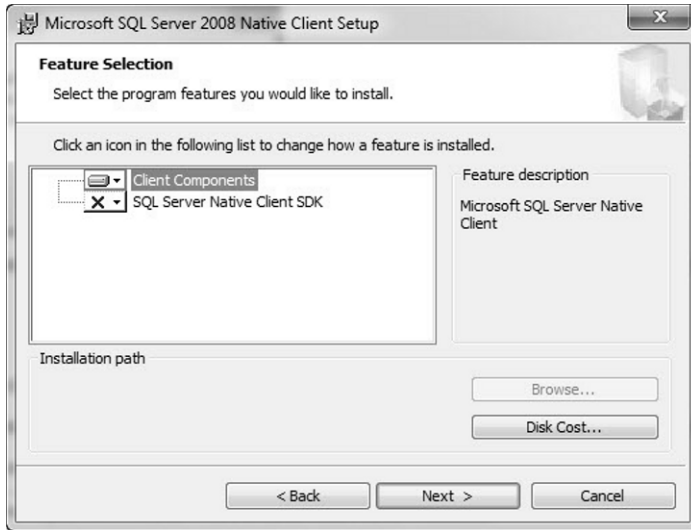 Microsoft SQL Server 2008 Native Client Setup
Feature Selection
Select the program features you would like to install.
Click an icon in the following list to change how a feature is installed.
Client Components
SQL Server Native Client SDK
Feature description
Microsoft SQL Server Native
Client
Installation path
Browse...
Disk Cost...
< Back
Next >
Cancel